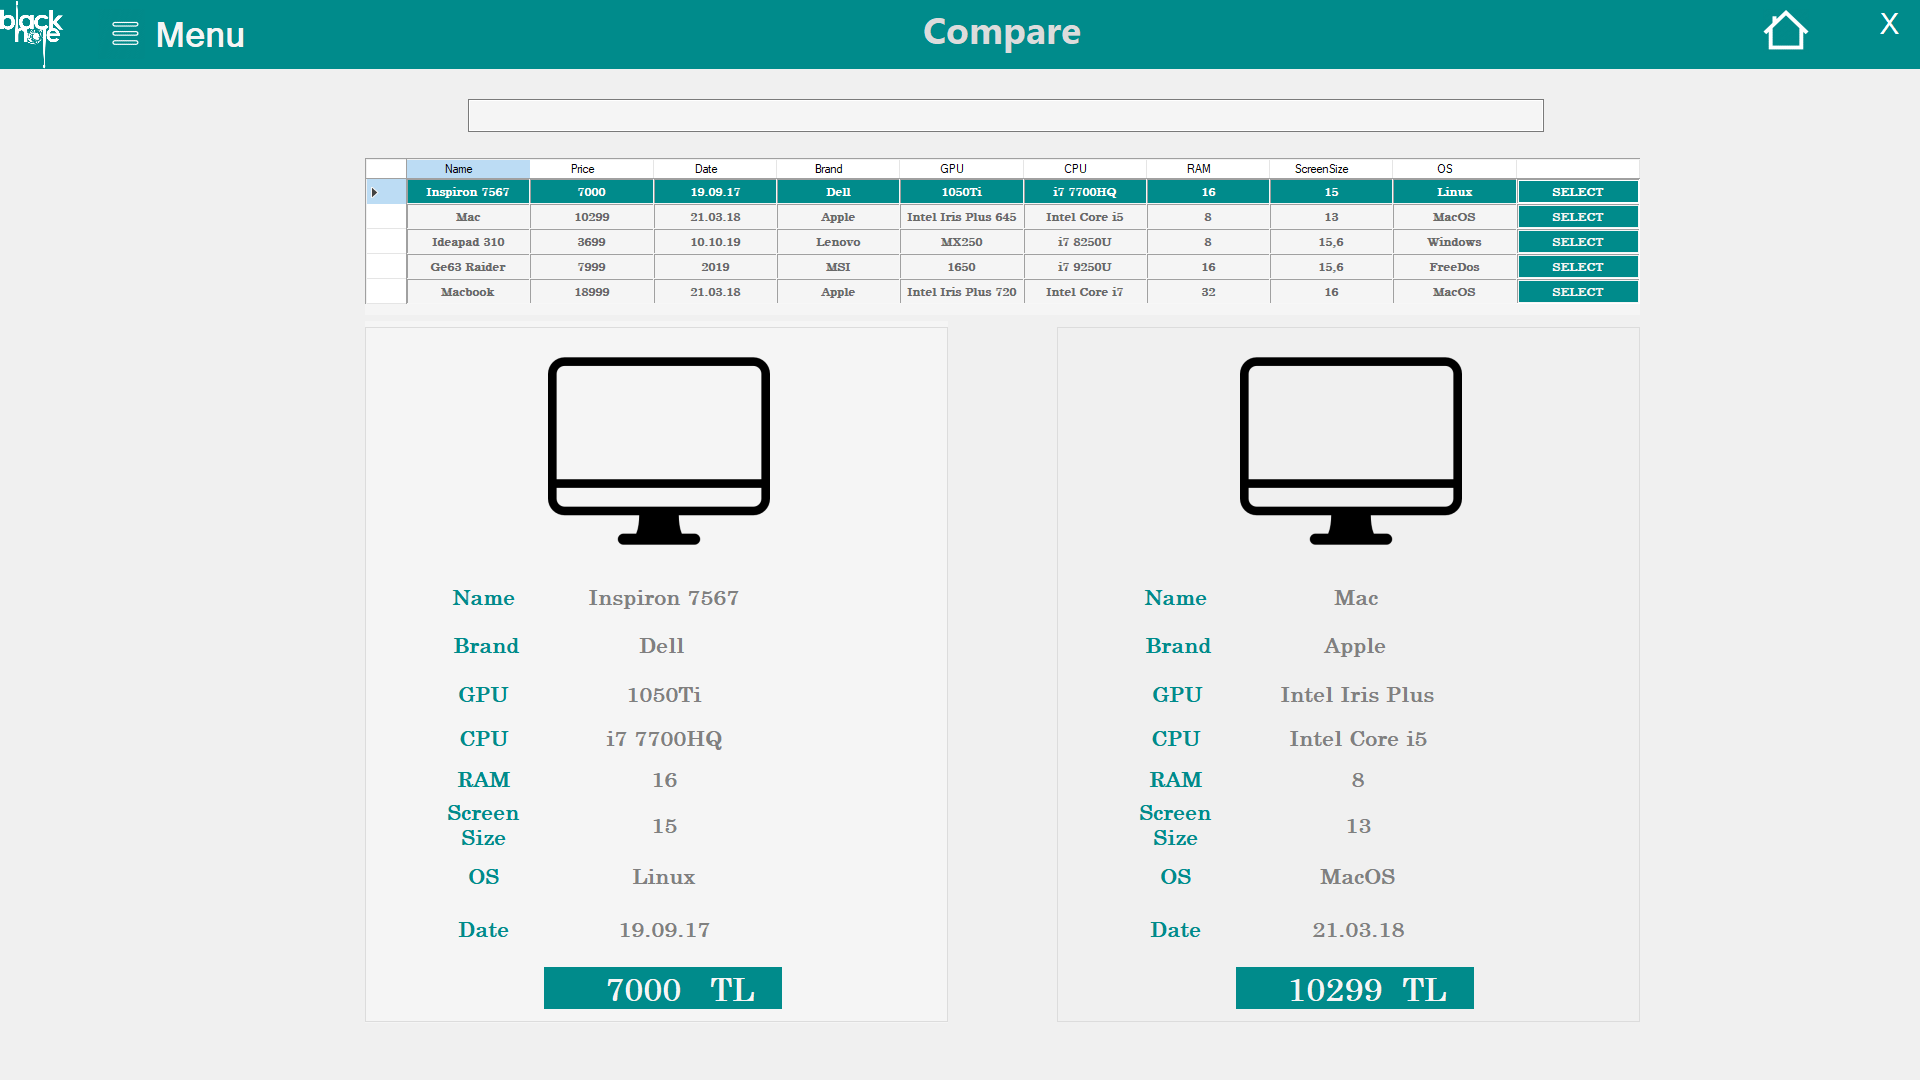 black hole
Menu
Compare
X
Name Price Date Brand GPU CPU RAM ScreenSize OS
Inspiron 7567 7000 19.09.17 Dell 1050Ti i7 7700HQ 16 15 Linux SELECT
Mac 10299 21.03.18 Apple Intel Iris Plus 645 Intel Core i5 8 13 MacOS SELECT
Ideapad 310 3699 10.10.19 Lenovo MX250 i7 8250U 8 15,6 Windows SELECT
Ge63 Raider 7999 2019 MSI 1650 i7 9250U 16 15,6 FreeDos SELECT
Macbook 18999 21.03.18 Apple Intel Iris Plus 720 Intel Core i7 32 16 MacOS SELECT
Name Inspiron 7567
Brand Dell
GPU 1050Ti
CPU i7 7700HQ
RAM 16
Screen
Size 15
OS Linux
Date 19.09.17
7000 TL
Name Mac
Brand Apple
GPU Intel Iris Plus
CPU Intel Core i5
RAM 8
Screen
Size 13
OS MacOS
Date 21.03.18
10299 TL